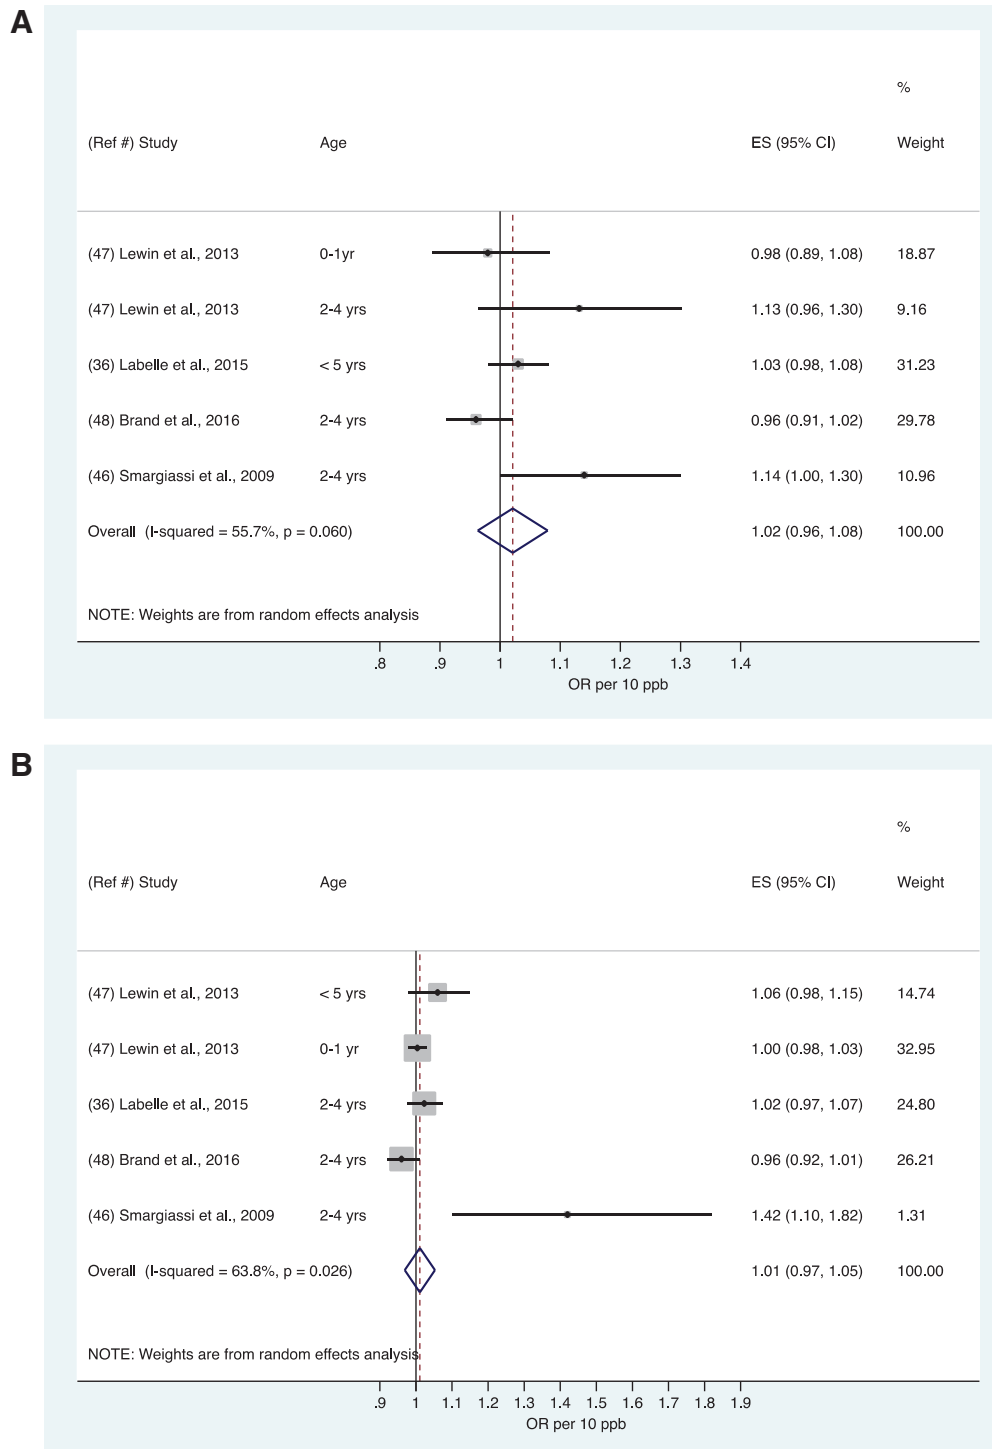 A
%
(Ref #) Study Age ES (95% CI) Weight
(47) Lewin et al., 2013 0-1yr 0.98 (0.89, 1.08) 18.87
(47) Lewin et al., 2013 2-4 yrs 1.13 (0.96, 1.30) 9.16
(36) Labelle et al., 2015 < 5 yrs 1.03 (0.98, 1.08) 31.23
(48) Brand et al., 2016 2-4 yrs 0.96 (0.91, 1.02) 29.78
(46) Smargiassi et al., 2009 2-4 yrs 1.14 (1.00, 1.30) 10.96
Overall (I-squared = 55.7%, p = 0.060) 1.02 (0.96, 1.08) 100.00
NOTE: Weights are from random effects analysis
.8 .9 1 1.1 1.2 1.3 1.4
OR per 10 ppb
B
%
(Ref #) Study Age ES (95% CI) Weight
(47) Lewin et al., 2013 < 5 yrs 1.06 (0.98, 1.15) 14.74
(47) Lewin et al., 2013 0-1 yr 1.00 (0.98, 1.03) 32.95
(36) Labelle et al., 2015 2-4 yrs 1.02 (0.97, 1.07) 24.80
(48) Brand et al., 2016 2-4 yrs 0.96 (0.92, 1.01) 26.21
(46) Smargiassi et al., 2009 2-4 yrs 1.42 (1.10, 1.82) 1.31
Overall (I-squared = 63.8%, p = 0.026) 1.01 (0.97, 1.05) 100.00
NOTE: Weights are from random effects analysis
.9 1 1.1 1.2 1.3 1.4 1.5 1.6 1.7 1.8 1.9
OR per 10 ppb